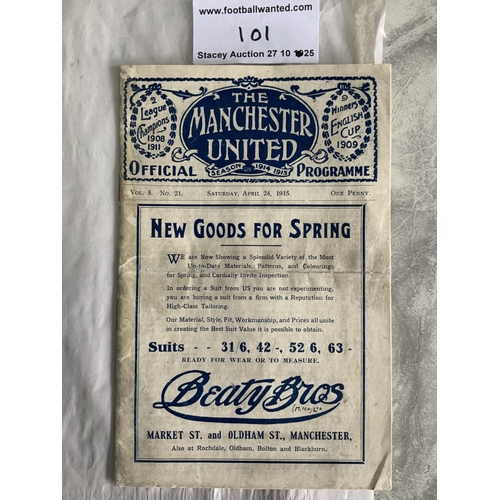 www.footballwanted.com
101
Stacey Auction 27 10 2025
League Champions 1908 1911
THE
MANCHESTER
UNITED
SEASON 1914 1915
Winners ENGLISH CUP 1909
OFFICIAL PROGRAMME
Vol. 5. No. 21. Saturday, April 24, 1915. One Penny.
NEW GOODS FOR SPRING
WE are Now Showing a Splendid Variety of the Most
Up-to-Date Materials, Patterns, and Colourings
for Spring, and Cordially Invite Inspection.
In ordering a Suit from US you are not experimenting,
you are buying a suit from a firm with a Reputation for
High-Class Tailoring.
Our Material, Style, Fit, Workmanship, and Prices all unite
in creating the Best Suit Value it is possible to obtain.
Suits - - 31/6, 42/-, 52/6, 63/-
READY FOR WEAR OR TO MEASURE.
Beaty Bros
MARKET ST. and OLDHAM ST., MANCHESTER,
Also at Rochdale, Oldham, Bolton and Blackburn.